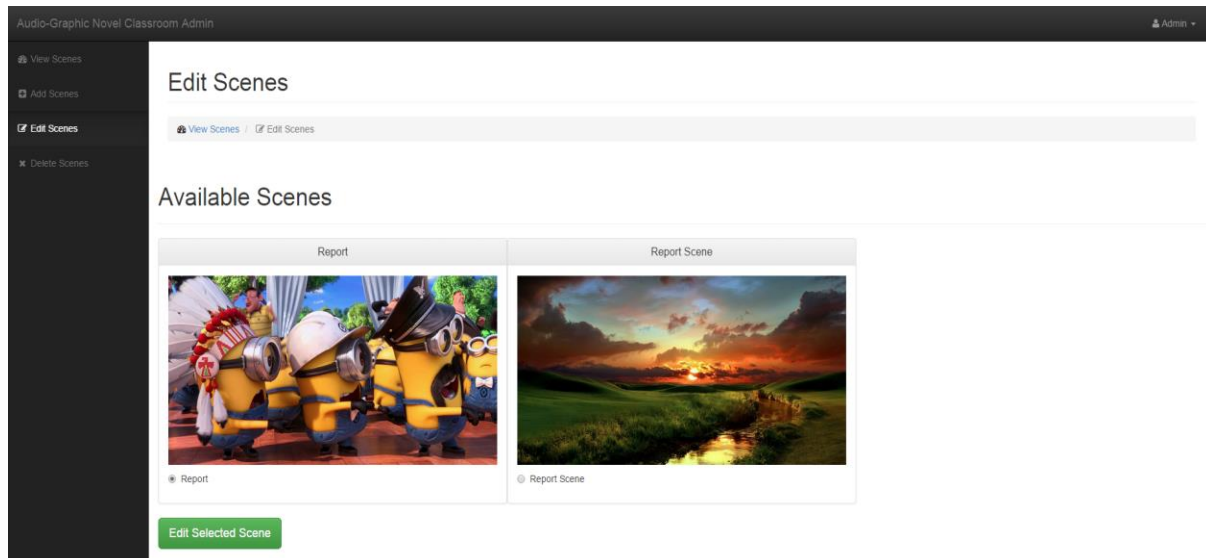 Audio-Graphic Novel Classroom Admin
Admin
View Scenes
Add Scenes
Edit Scenes
Delete Scenes
Edit Scenes
View Scenes / Edit Scenes
Available Scenes
Report
Report Scene
Report
Report Scene
Edit Selected Scene